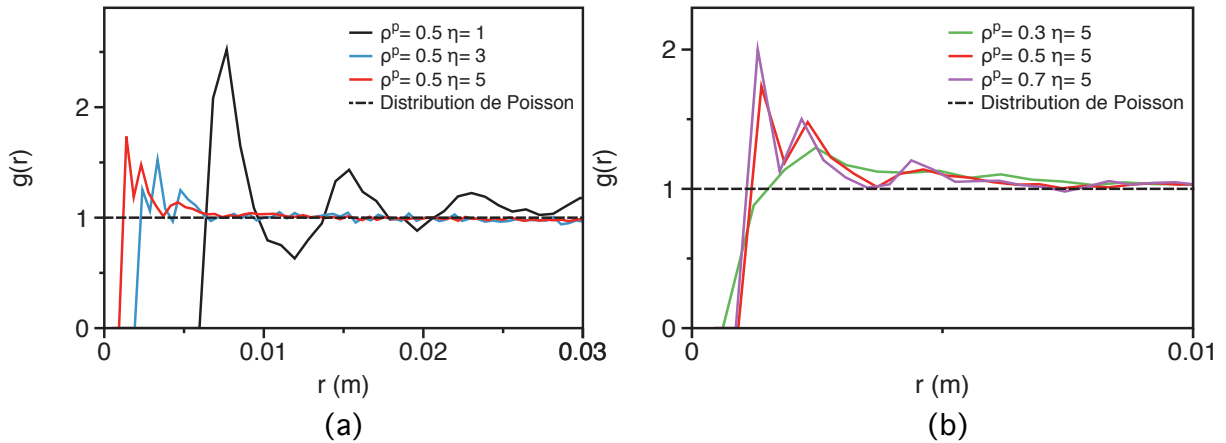 ρᵖ= 0.5 η= 1
ρᵖ= 0.5 η= 3
ρᵖ= 0.5 η= 5
Distribution de Poisson
2
1
0
g(r)
0
0.01
0.02
0.03
r (m)
(a)
ρᵖ= 0.3 η= 5
ρᵖ= 0.5 η= 5
ρᵖ= 0.7 η= 5
Distribution de Poisson
2
1
0
g(r)
0
0.01
r (m)
(b)